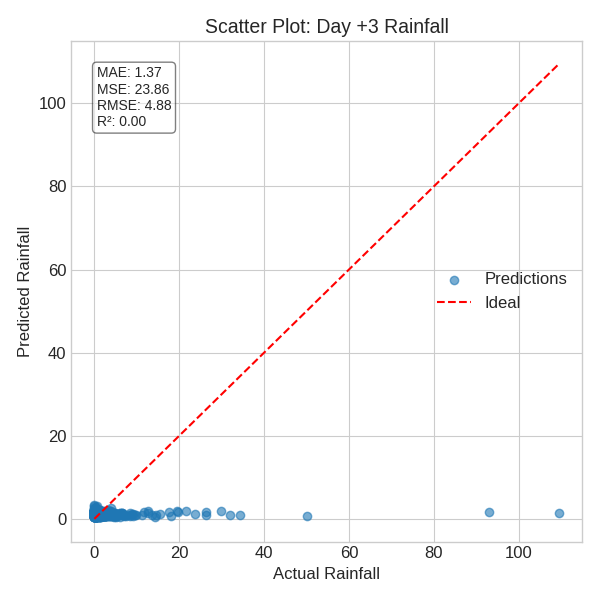 Scatter Plot: Day +3 Rainfall
MAE: 1.37
MSE: 23.86
RMSE: 4.88
R²: 0.00
100
80
60
40
20
0
Predicted Rainfall
Predictions
Ideal
0 20 40 60 80 100
Actual Rainfall